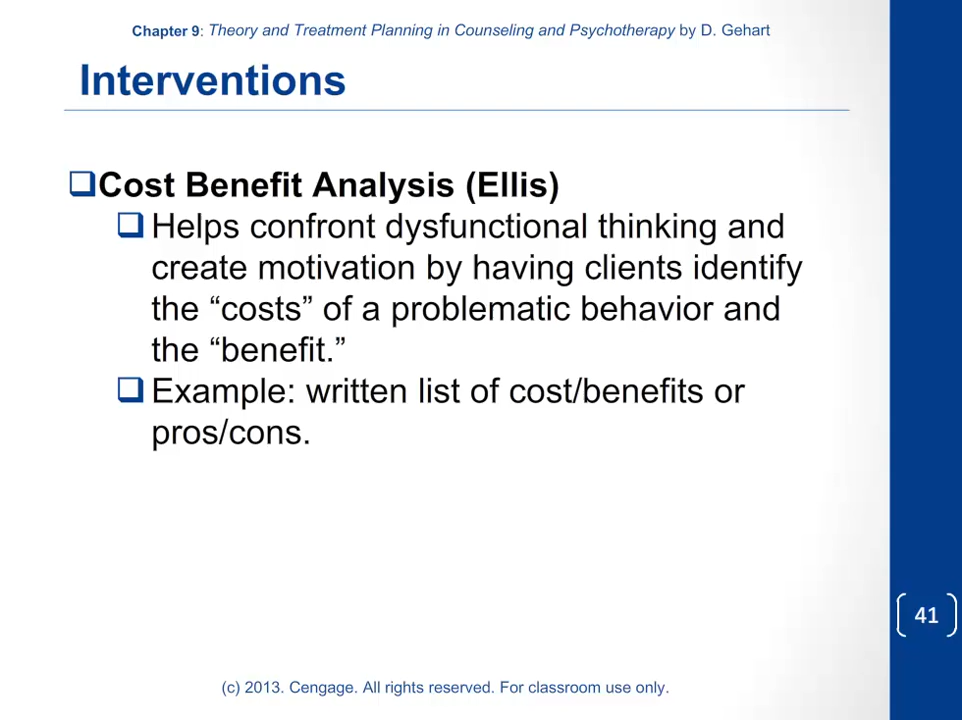 Chapter 9: Theory and Treatment Planning in Counseling and Psychotherapy by D. Gehart
Interventions
Cost Benefit Analysis (Ellis)
Helps confront dysfunctional thinking and
create motivation by having clients identify
the “costs” of a problematic behavior and
the “benefit.”
Example: written list of cost/benefits or
pros/cons.
41
(c) 2013. Cengage. All rights reserved. For classroom use only.